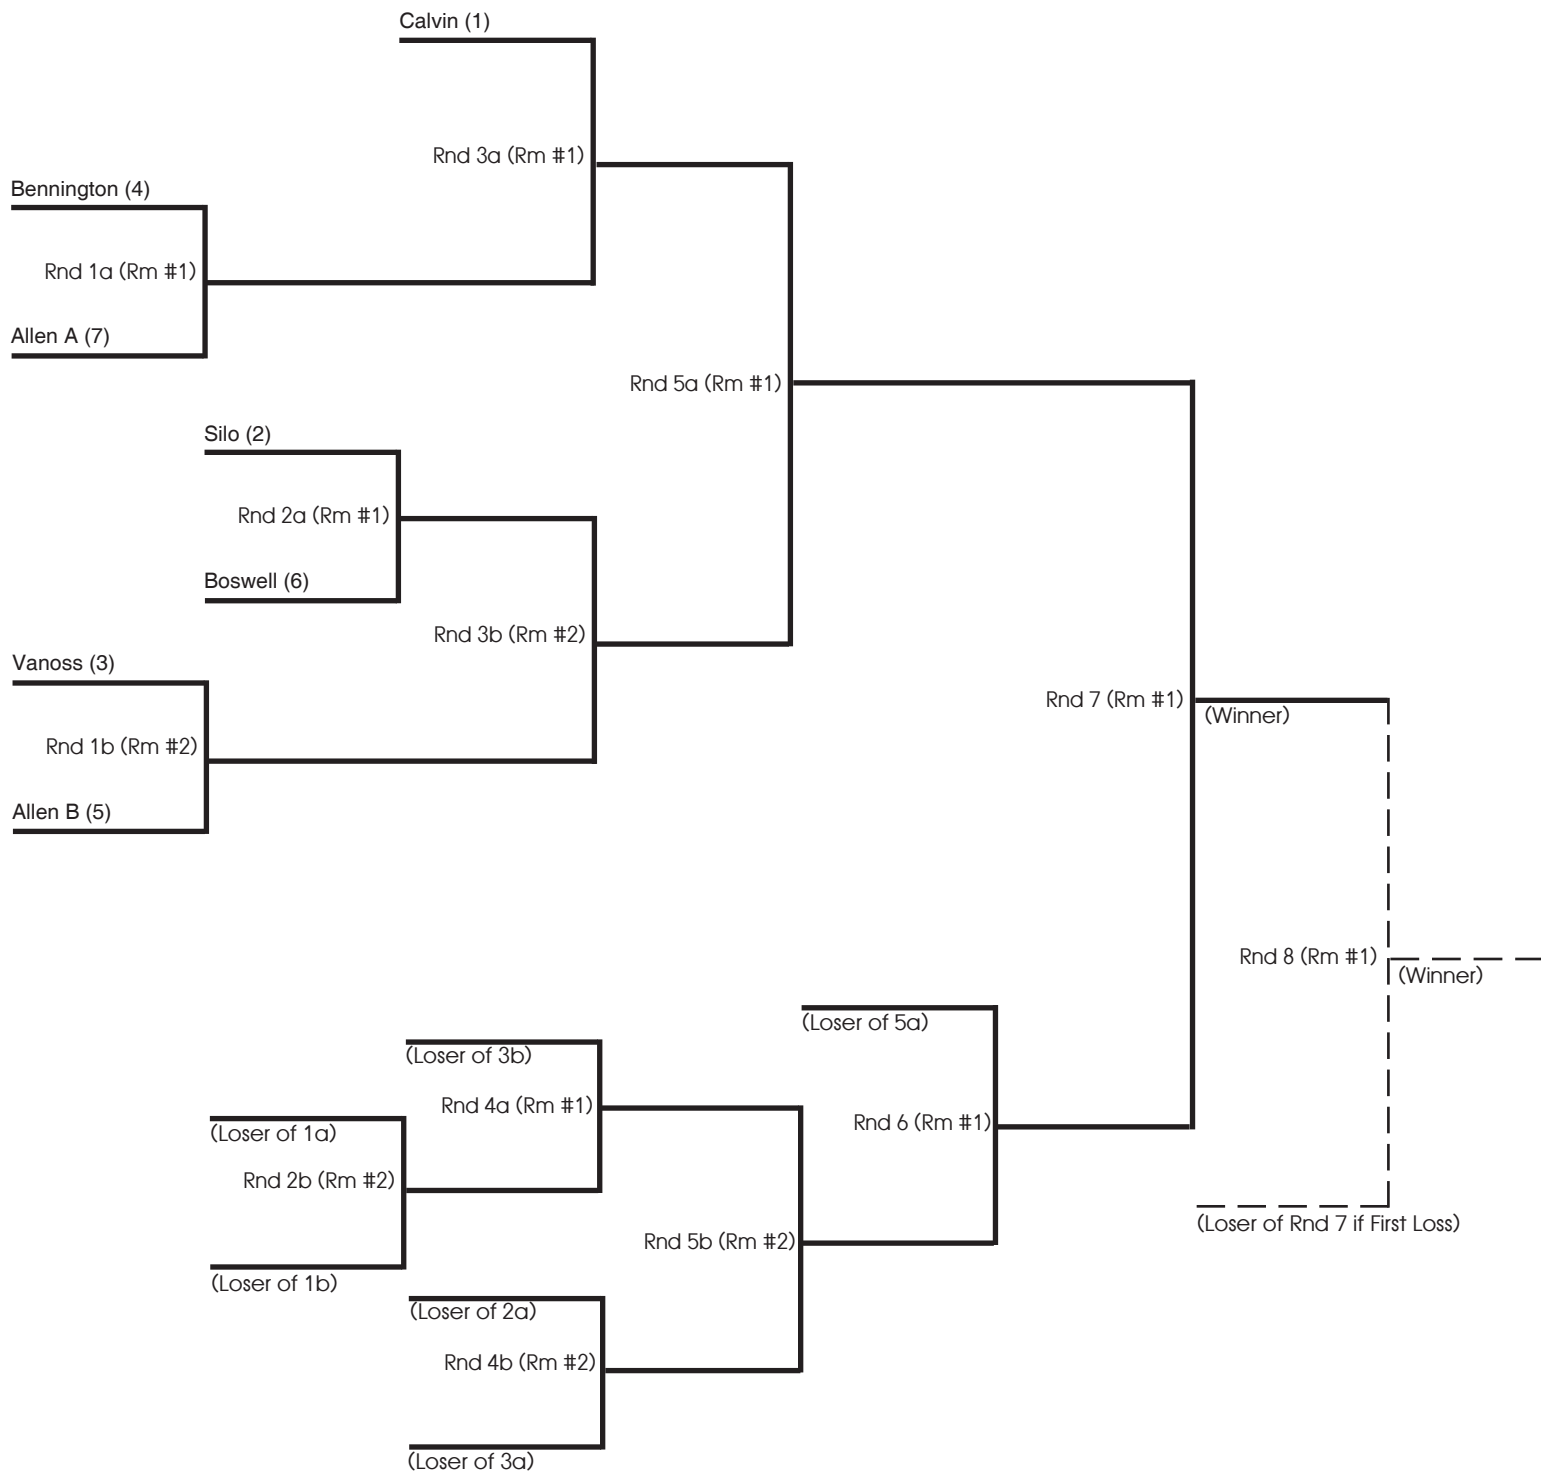 Calvin (1)
Rnd 3a (Rm #1)
Bennington (4)
Rnd 1a (Rm #1)
Allen A (7)
Rnd 5a (Rm #1)
Silo (2)
Rnd 2a (Rm #1)
Boswell (6)
Rnd 3b (Rm #2)
Vanoss (3)
Rnd 1b (Rm #2)
Allen B (5)
Rnd 7 (Rm #1)
(Winner)
Rnd 8 (Rm #1)
(Winner)
(Loser of 5a)
(Loser of 3b)
Rnd 4a (Rm #1)
Rnd 6 (Rm #1)
(Loser of 1a)
Rnd 2b (Rm #2)
(Loser of Rnd 7 if First Loss)
Rnd 5b (Rm #2)
(Loser of 1b)
(Loser of 2a)
Rnd 4b (Rm #2)
(Loser of 3a)